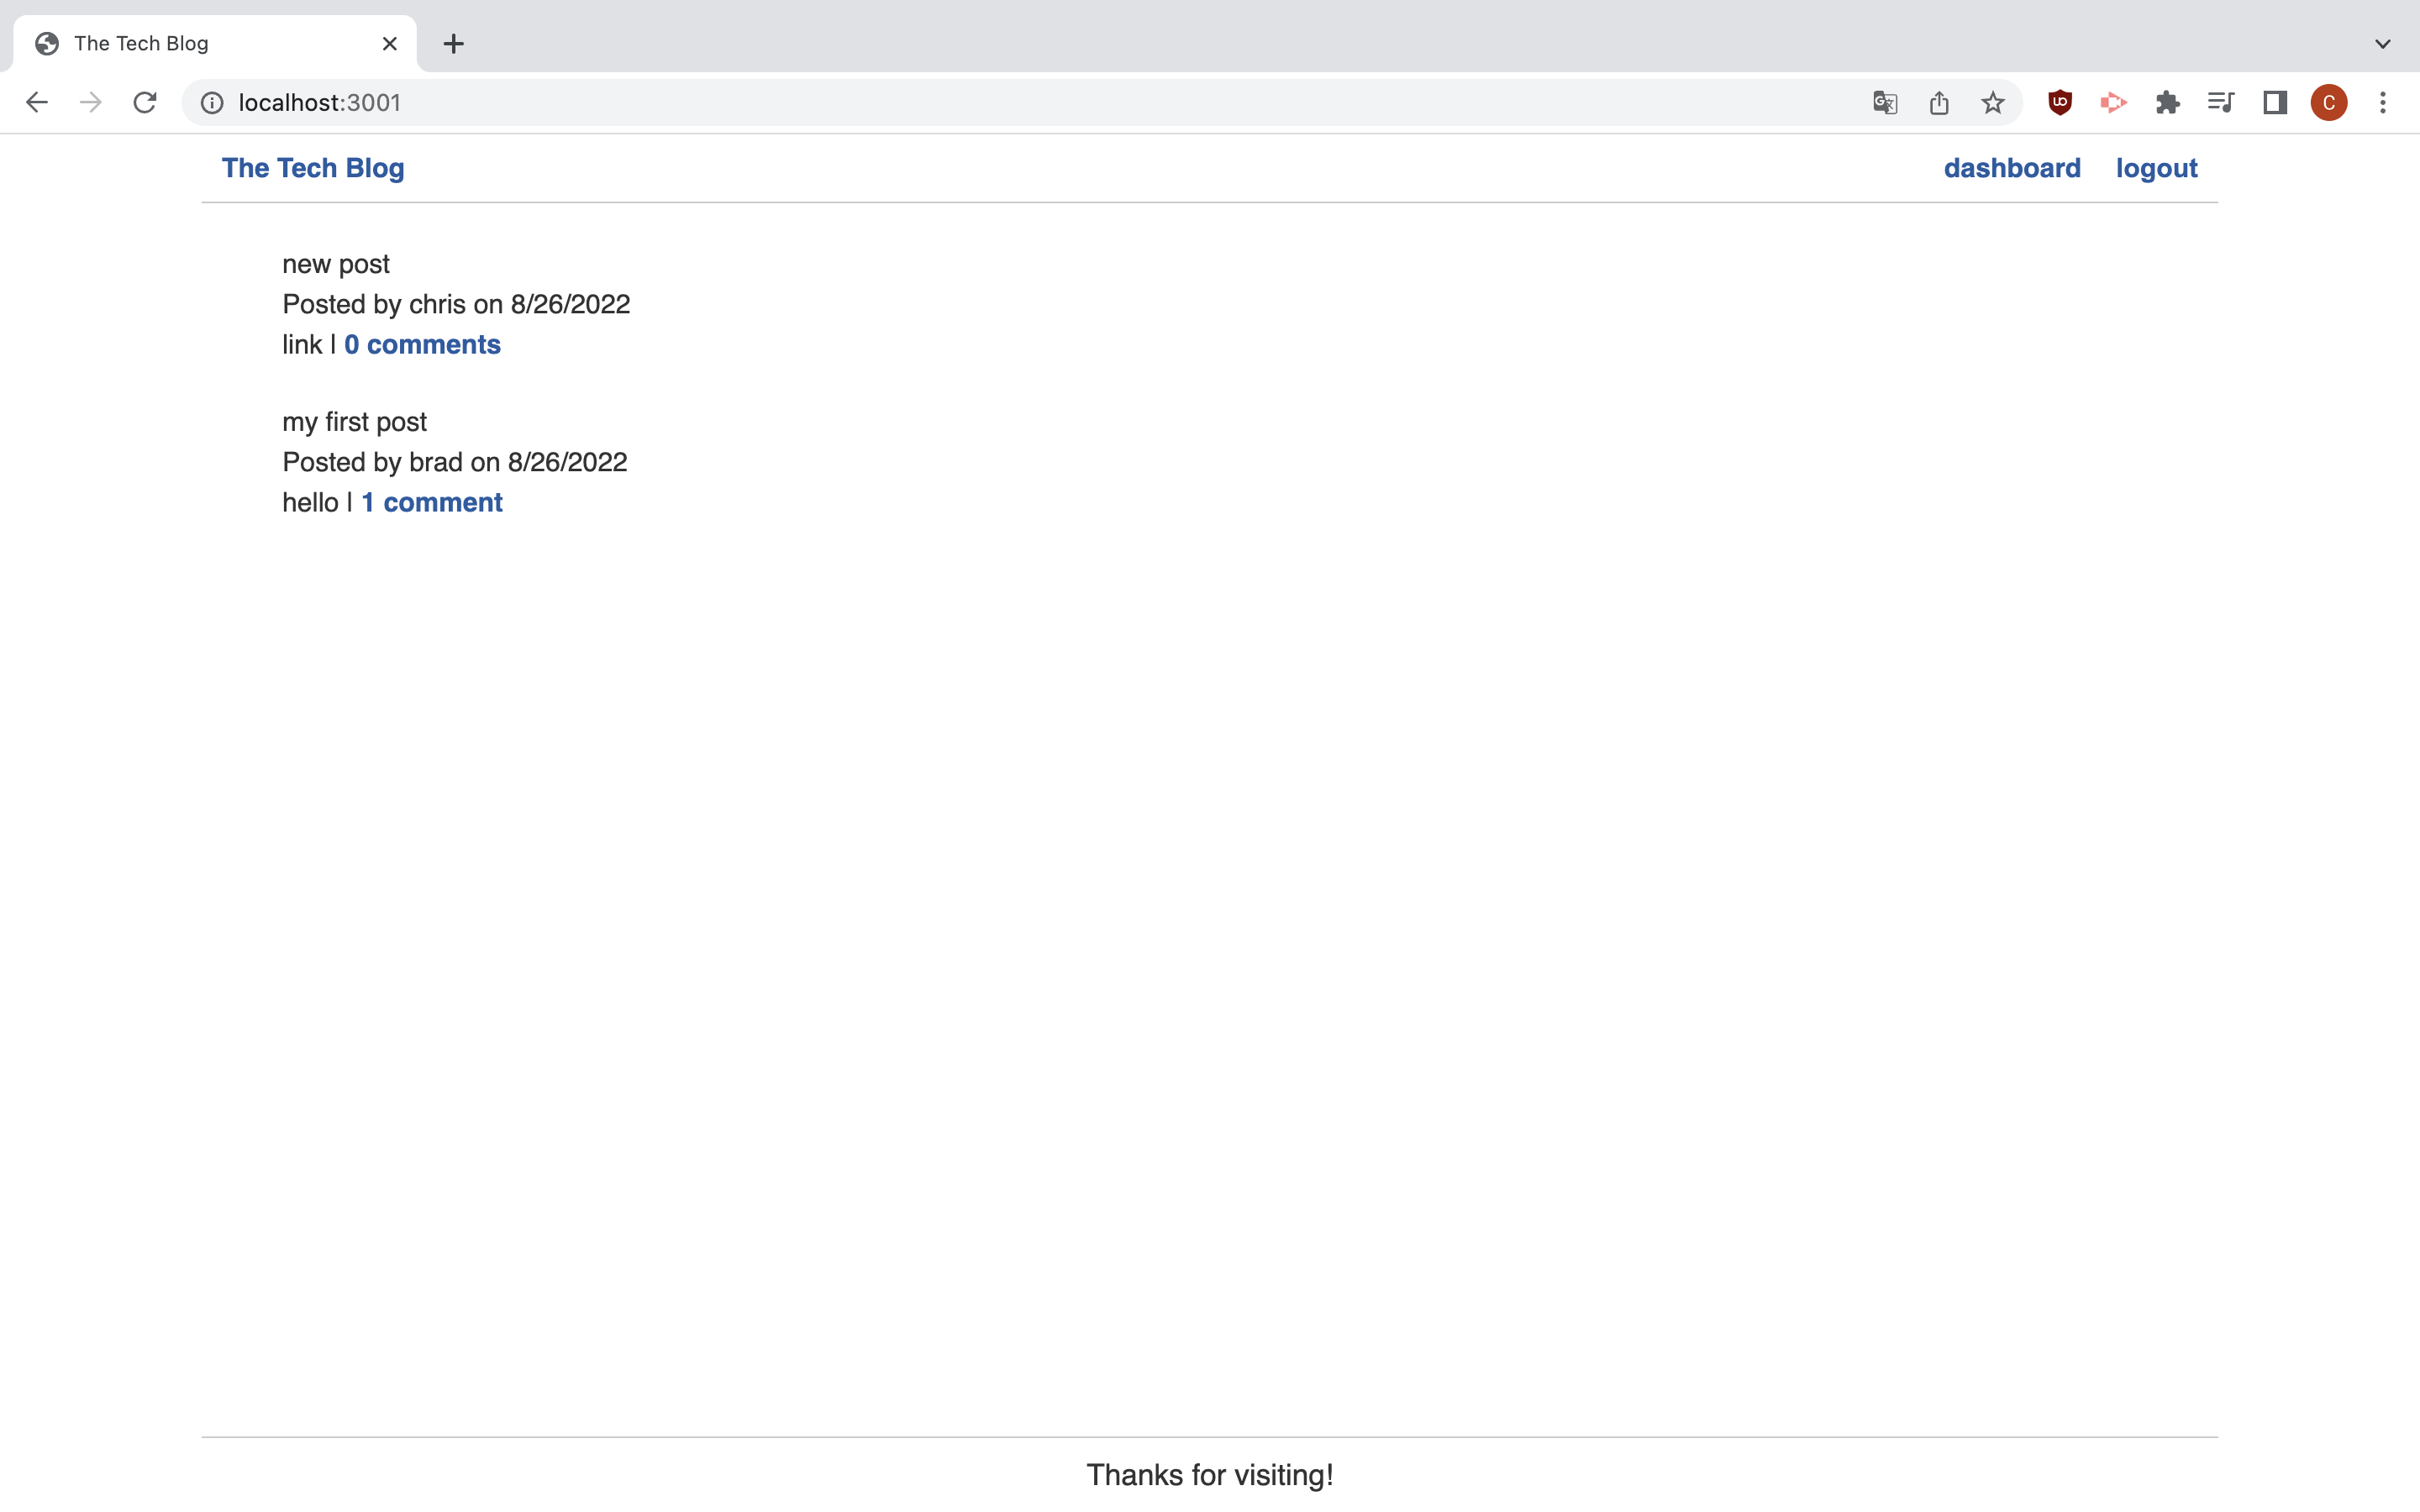 The Tech Blog
localhost:3001
C
The Tech Blog dashboard logout
new post
Posted by chris on 8/26/2022
link | 0 comments
my first post
Posted by brad on 8/26/2022
hello | 1 comment
Thanks for visiting!